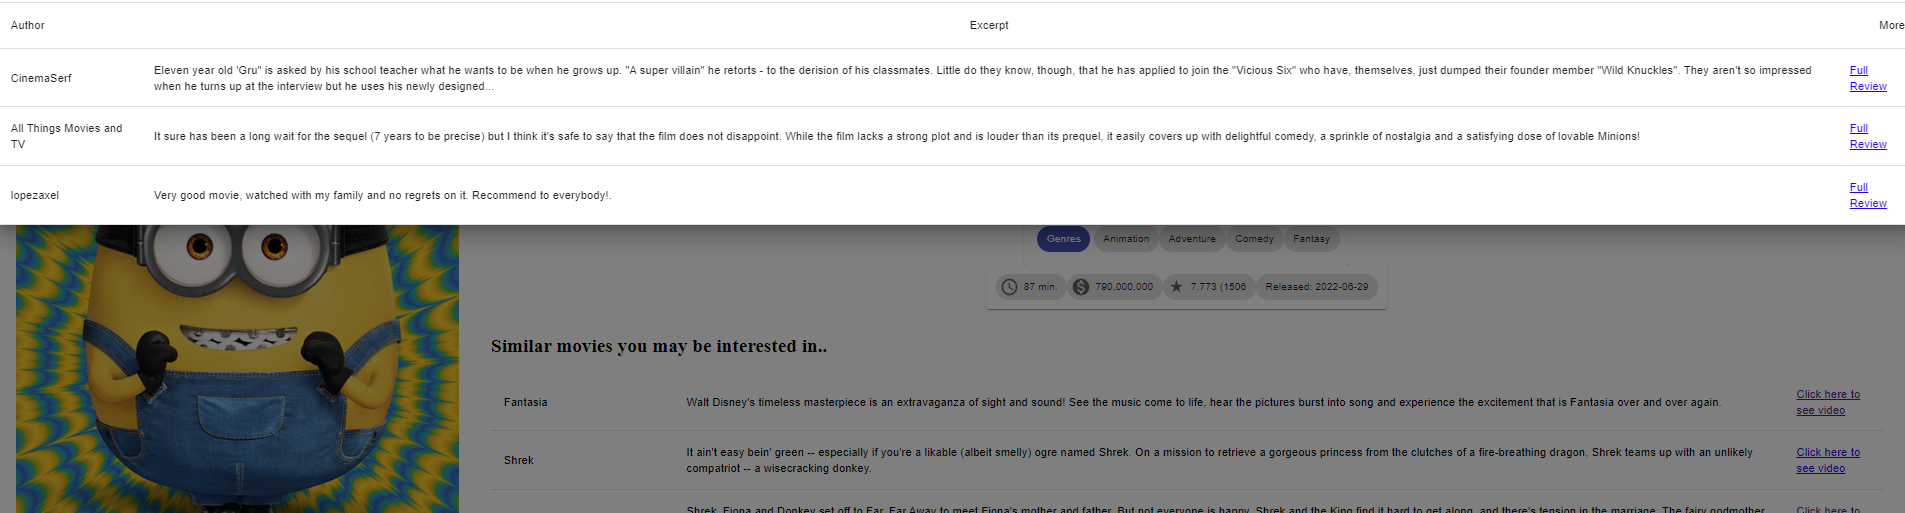 Author Excerpt More
CinemaSerf
Eleven year old 'Gru" is asked by his school teacher what he wants to be when he grows up. "A super villain" he retorts - to the derision of his classmates. Little do they know, though, that he has applied to join the "Vicious Six" who have, themselves, just dumped their founder member "Wild Knuckles". They aren't so impressed
when he turns up at the interview but he uses his newly designed...
Full
Review
All Things Movies and
TV
It sure has been a long wait for the sequel (7 years to be precise) but I think it's safe to say that the film does not disappoint. While the film lacks a strong plot and is louder than its prequel, it easily covers up with delightful comedy, a sprinkle of nostalgia and a satisfying dose of lovable Minions!
Full
Review
lopezaxel
Very good movie, watched with my family and no regrets on it. Recommend to everybody!.
Full
Review
Genres Animation Adventure Comedy Fantasy
87 min. 790,000,000 7.773 (1506 Released: 2022-06-29
Similar movies you may be interested in..
Fantasia
Walt Disney's timeless masterpiece is an extravaganza of sight and sound! See the music come to life, hear the pictures burst into song and experience the excitement that is Fantasia over and over again.
Click here to
see video
Shrek
It ain't easy bein' green -- especially if you're a likable (albeit smelly) ogre named Shrek. On a mission to retrieve a gorgeous princess from the clutches of a fire-breathing dragon, Shrek teams up with an unlikely
compatriot -- a wisecracking donkey.
Click here to
see video
Shrek, Fiona and Donkey set off to Far, Far Away to meet Fiona's mother and father. But not everyone is happy. Shrek and the King find it hard to get along, and there's tension in the marriage. The fairy godmother
Click here to